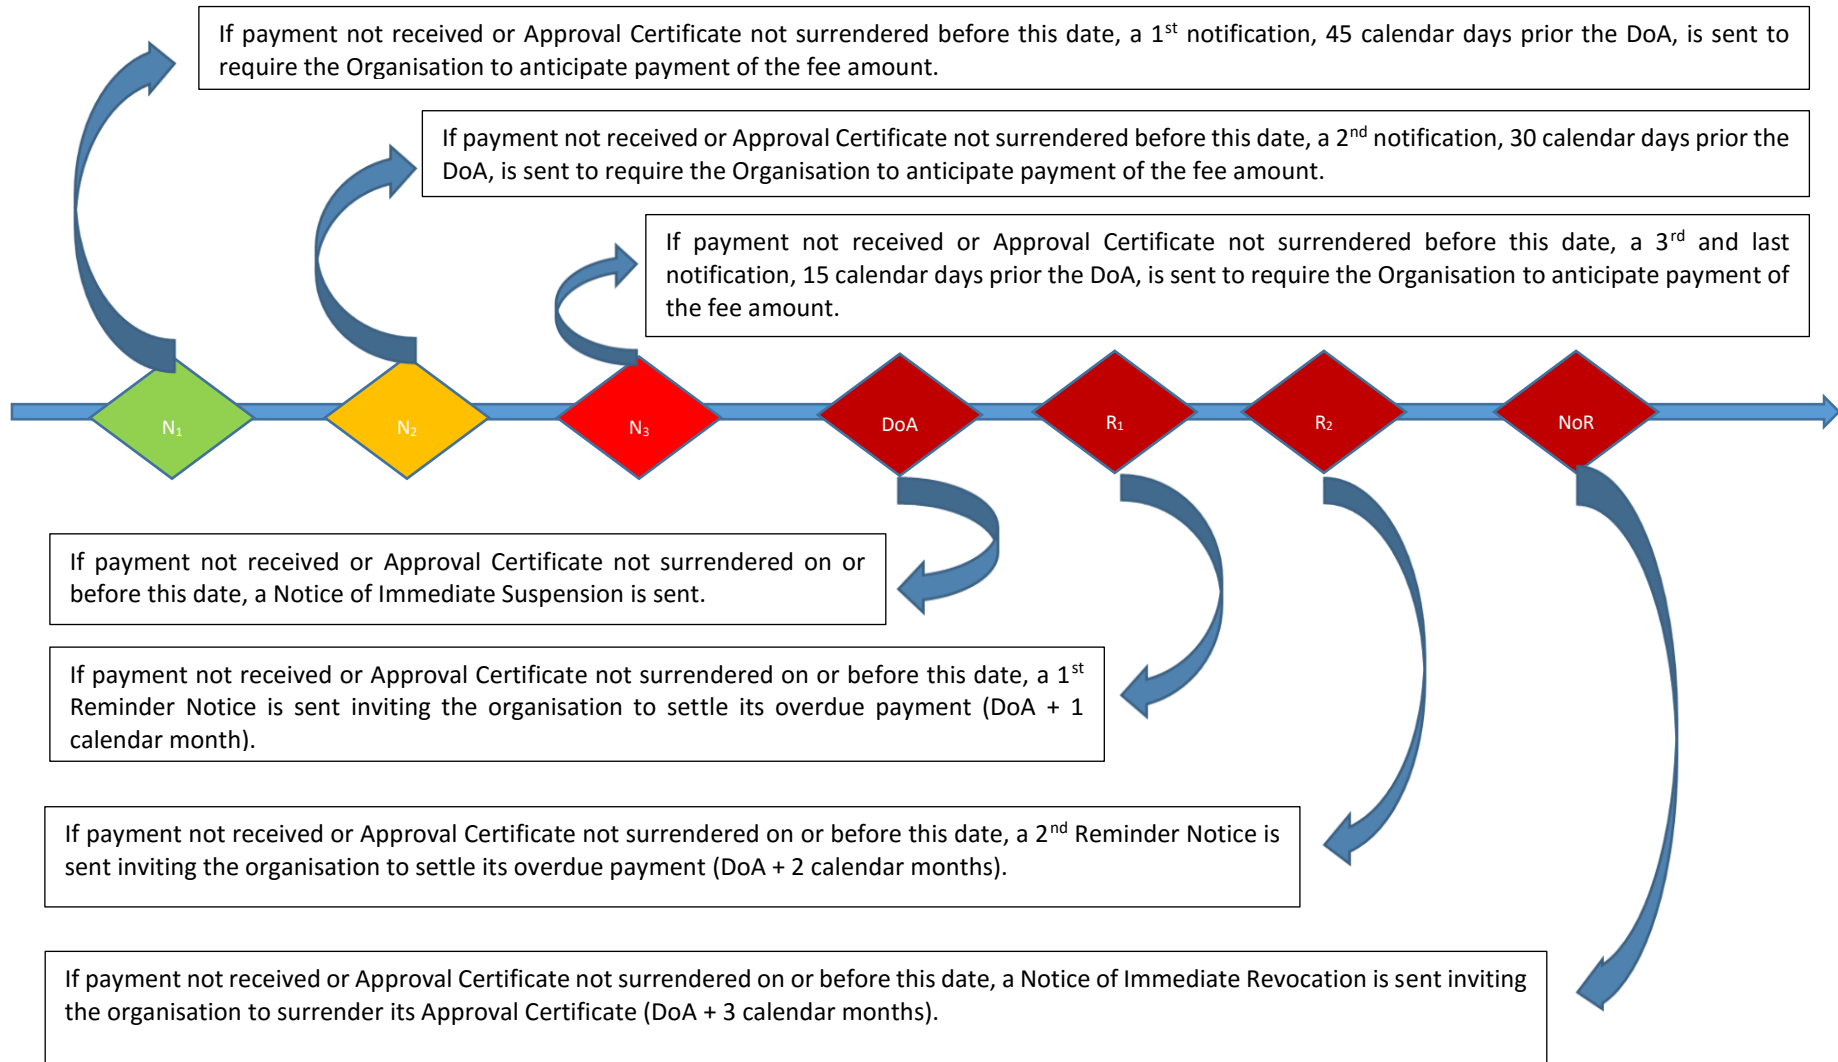 If payment not received or Approval Certificate not surrendered before this date, a 1st notification, 45 calendar days prior the DoA, is sent to
require the Organisation to anticipate payment of the fee amount.
If payment not received or Approval Certificate not surrendered before this date, a 2nd notification, 30 calendar days prior the
DoA, is sent to require the Organisation to anticipate payment of the fee amount.
If payment not received or Approval Certificate not surrendered before this date, a 3rd and last
notification, 15 calendar days prior the DoA, is sent to require the Organisation to anticipate payment of
the fee amount.
N1 N2 N3 DoA R1 R2 NoR
If payment not received or Approval Certificate not surrendered on or
before this date, a Notice of Immediate Suspension is sent.
If payment not received or Approval Certificate not surrendered on or before this date, a 1st
Reminder Notice is sent inviting the organisation to settle its overdue payment (DoA + 1
calendar month).
If payment not received or Approval Certificate not surrendered on or before this date, a 2nd Reminder Notice is
sent inviting the organisation to settle its overdue payment (DoA + 2 calendar months).
If payment not received or Approval Certificate not surrendered on or before this date, a Notice of Immediate Revocation is sent inviting
the organisation to surrender its Approval Certificate (DoA + 3 calendar months).